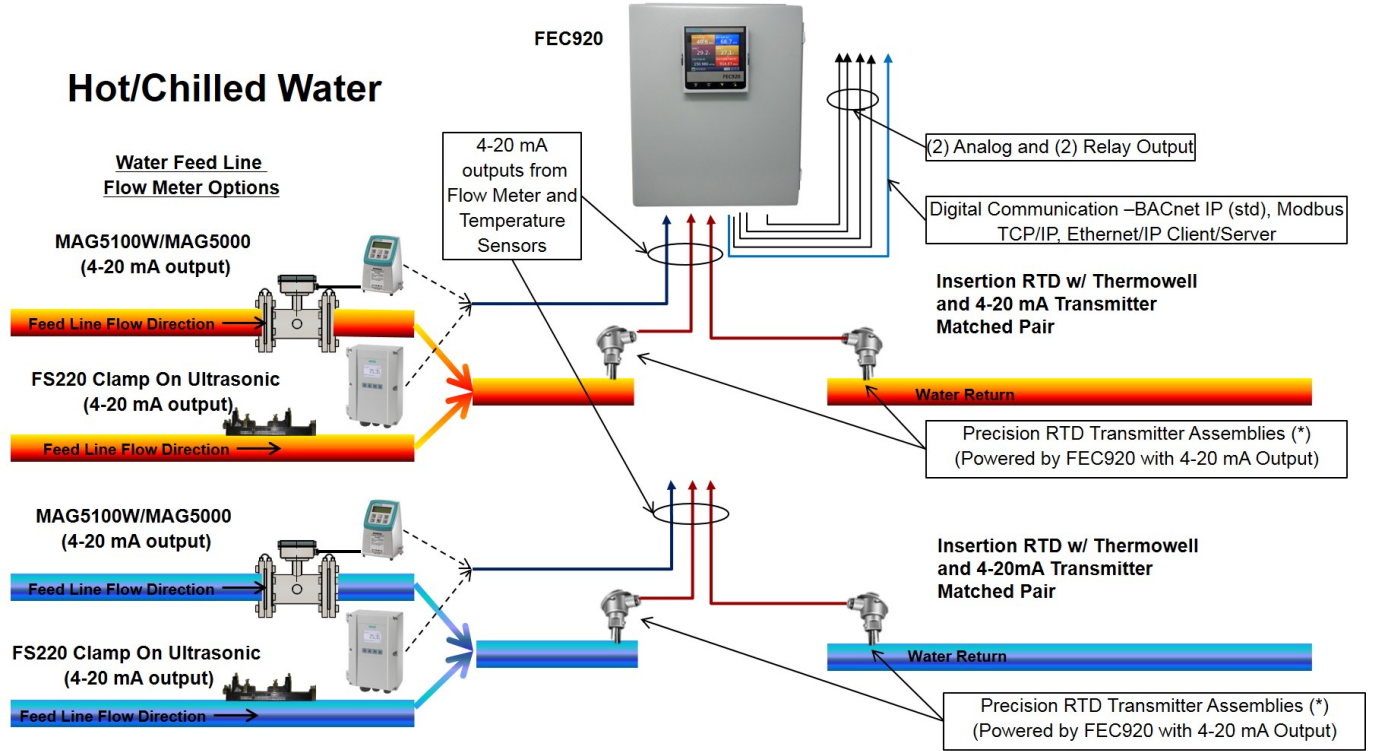 FEC920
Hot/Chilled Water
Water Feed Line
Flow Meter Options
MAG5100W/MAG5000
(4-20 mA output)
Feed Line Flow Direction
FS220 Clamp On Ultrasonic
(4-20 mA output)
Feed Line Flow Direction
4-20 mA
outputs from
Flow Meter and
Temperature
Sensors
FEC920
(2) Analog and (2) Relay Output
Digital Communication –BACnet IP (std), Modbus
TCP/IP, Ethernet/IP Client/Server
Insertion RTD w/ Thermowell
and 4-20 mA Transmitter
Matched Pair
Water Return
Precision RTD Transmitter Assemblies (*)
(Powered by FEC920 with 4-20 mA Output)
MAG5100W/MAG5000
(4-20 mA output)
Feed Line Flow Direction
FS220 Clamp On Ultrasonic
(4-20 mA output)
Feed Line Flow Direction
Insertion RTD w/ Thermowell
and 4-20mA Transmitter
Matched Pair
Water Return
Precision RTD Transmitter Assemblies (*)
(Powered by FEC920 with 4-20 mA Output)